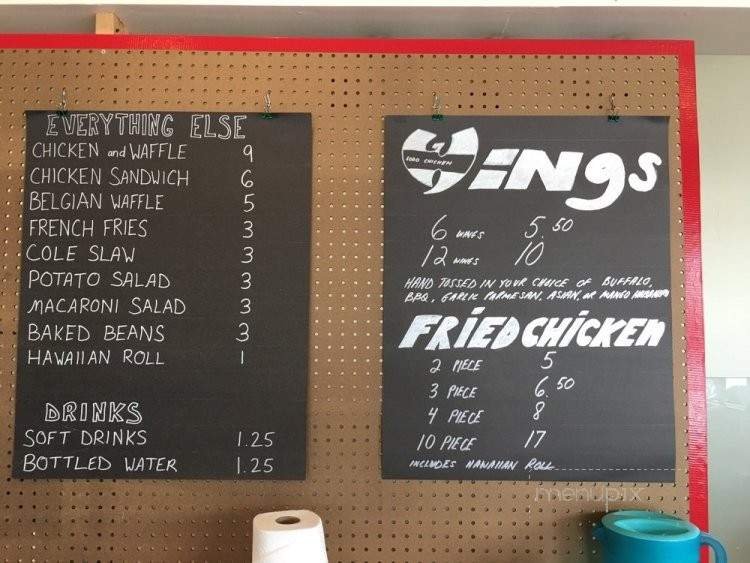 EVERYTHING ELSE
CHICKEN and WAFFLE 9
CHICKEN SANDWICH 6
BELGIAN WAFFLE 5
FRENCH FRIES 3
COLE SLAW 3
POTATO SALAD 3
MACARONI SALAD 3
BAKED BEANS 3
HAWAIIAN ROLL 1
DRINKS
SOFT DRINKS 1.25
BOTTLED WATER 1.25
CHICKEN
WINGS
6 WINGS 5.50
12 WINGS 10
HAND TOSSED IN YOUR CHOICE OF BUFFALO,
BBQ, GARLIC PARMESAN, ASIAN, OR MANGO HABANERO
FRIED CHICKEN
2 PIECE 5
3 PIECE 6.50
4 PIECE 8
10 PIECE 17
INCLUDES HAWAIIAN ROLL
menupix